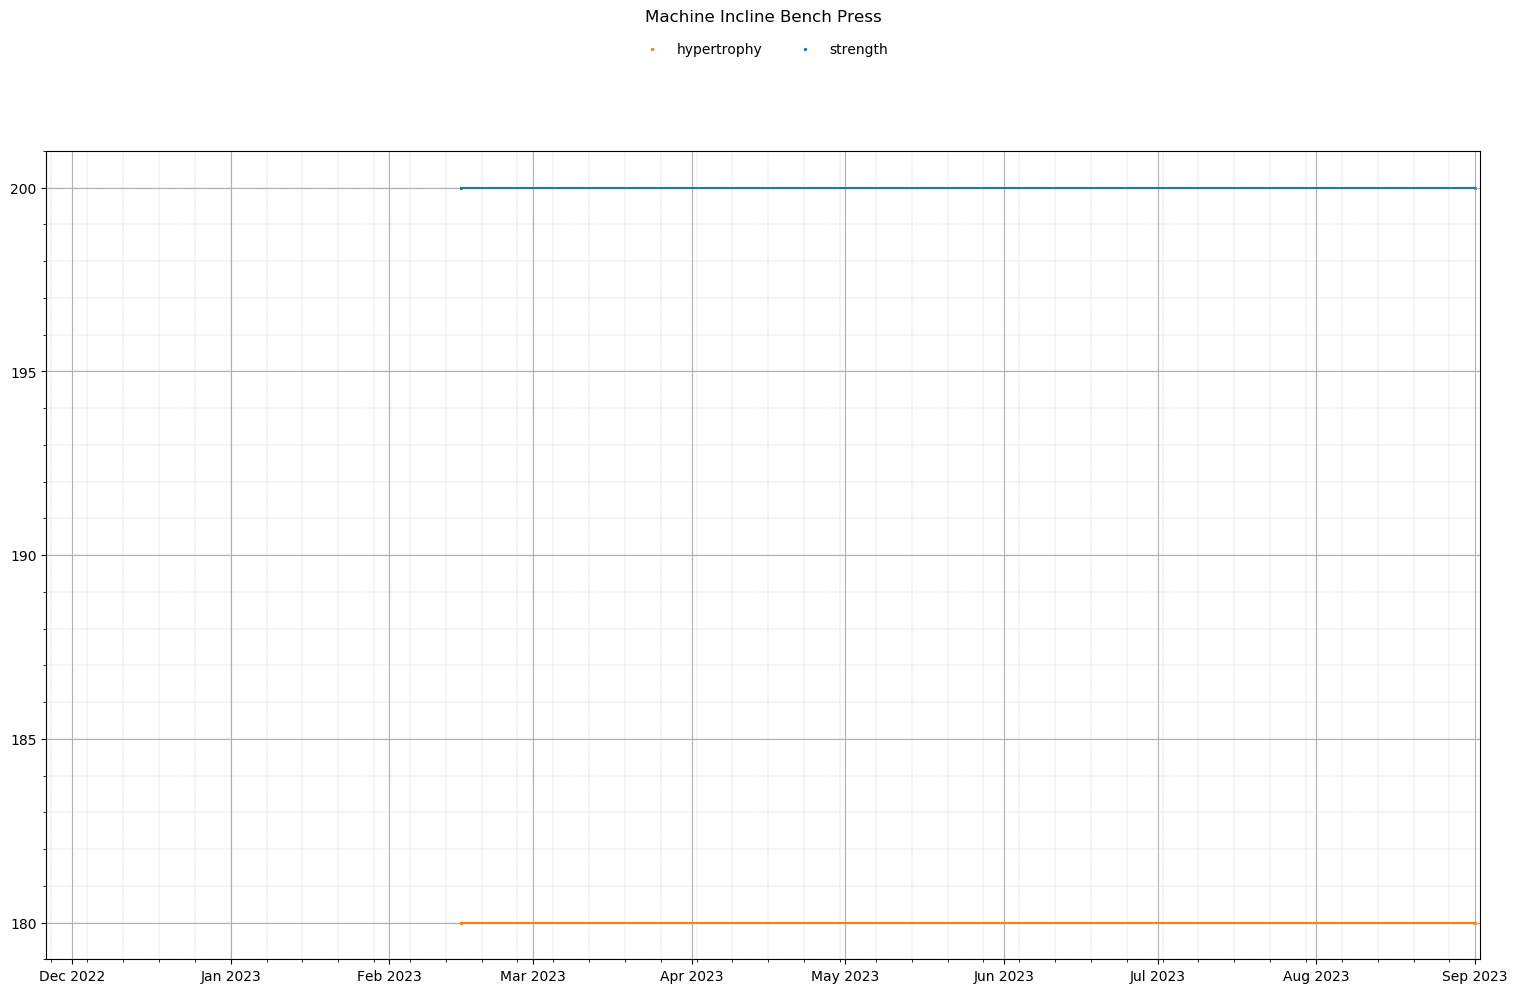 Machine Incline Bench Press
hypertrophy strength
200
195
190
185
180
Dec 2022 Jan 2023 Feb 2023 Mar 2023 Apr 2023 May 2023 Jun 2023 Jul 2023 Aug 2023 Sep 2023